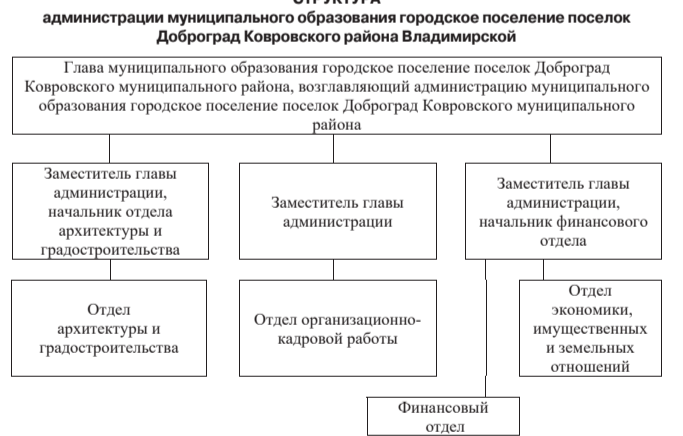 СТРУКТУРА
администрации муниципального образования городское поселение поселок
Доброград Ковровского района Владимирской
Глава муниципального образования городское поселение поселок Доброград
Ковровского муниципального района, возглавляющий администрацию муниципального
образования городское поселение поселок Доброград Ковровского муниципального
района
Заместитель главы
администрации,
начальник отдела
архитектуры и
градостроительства
Заместитель главы
администрации
Заместитель главы
администрации,
начальник финансового
отдела
Отдел
архитектуры и
градостроительства
Отдел организационно-
кадровой работы
Отдел
экономики,
имущественных
и земельных
отношений
Финансовый
отдел